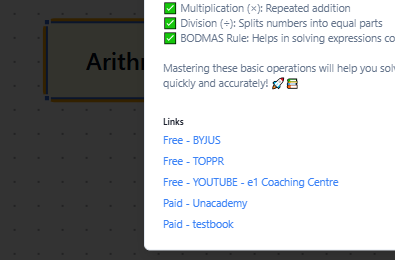 ✅ Multiplication (×): Repeated addition
✅ Division (÷): Splits numbers into equal parts
✅ BODMAS Rule: Helps in solving expressions co
Arithm
Mastering these basic operations will help you solv
quickly and accurately! 🚀📚
Links
Free - BYJUS
Free - TOPPR
Free - YOUTUBE - e1 Coaching Centre
Paid - Unacademy
Paid - testbook